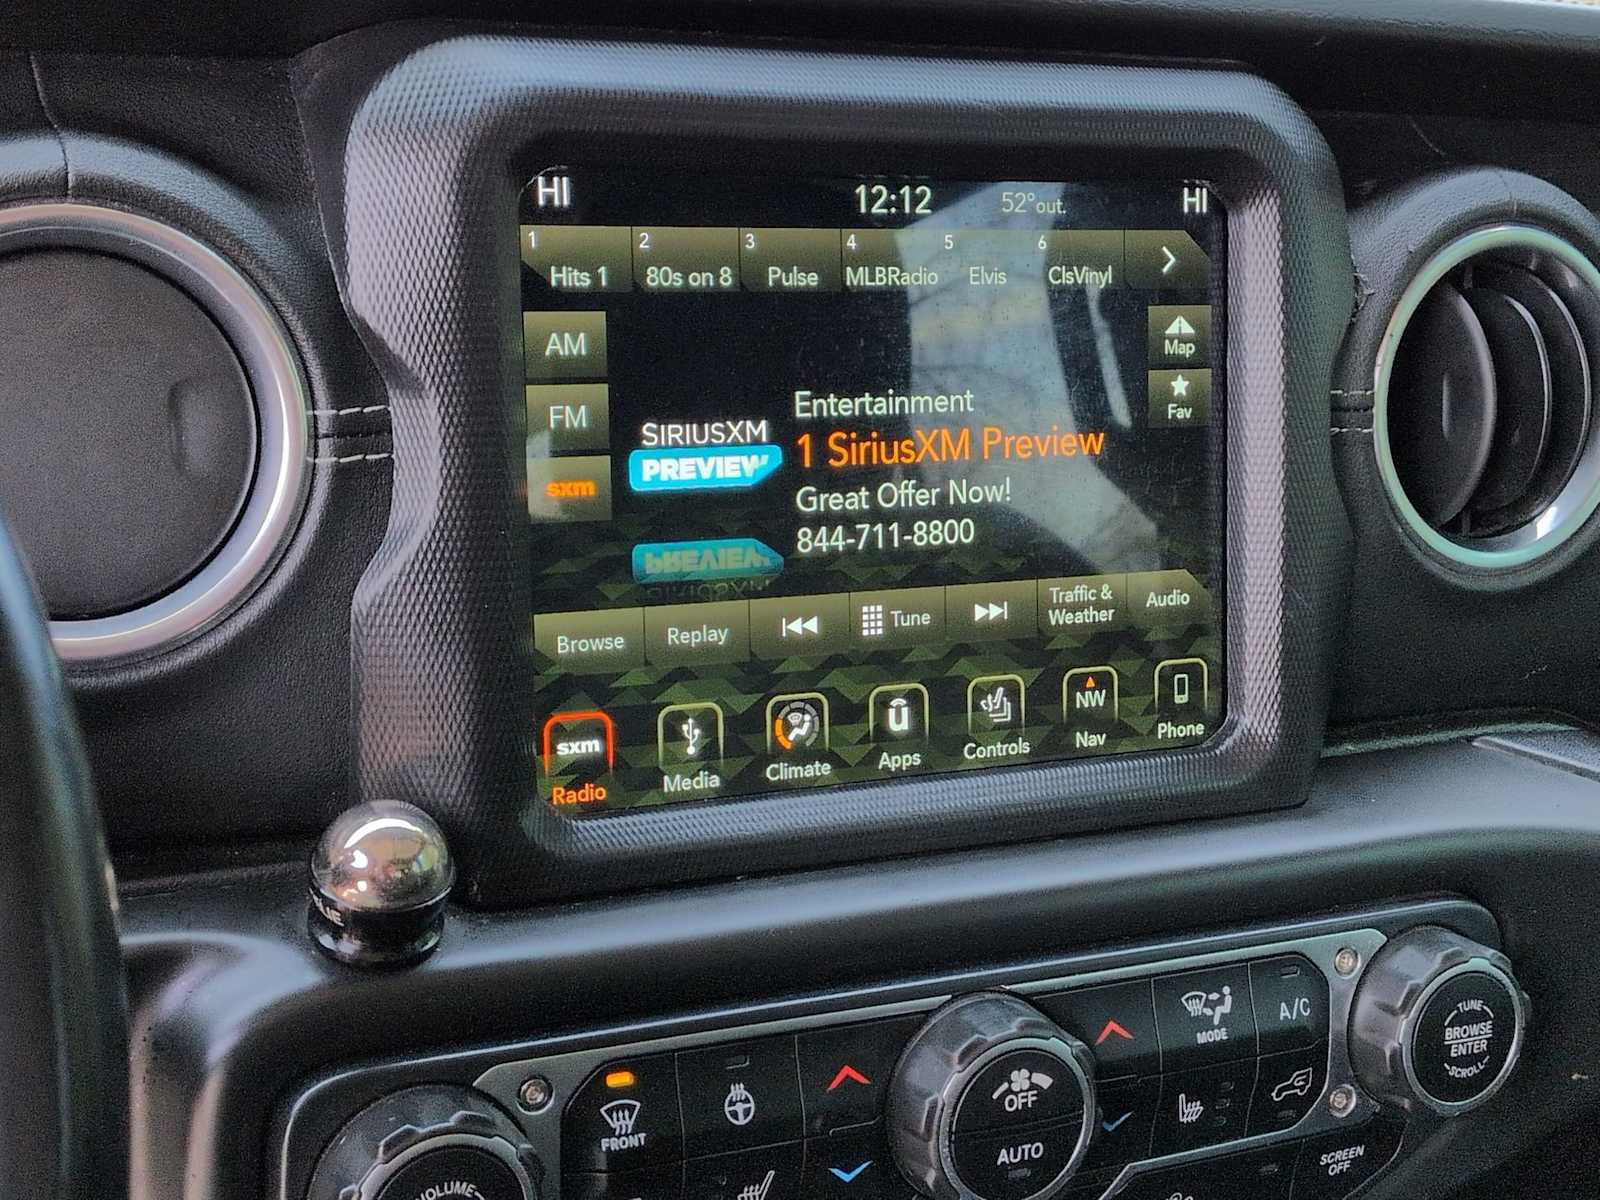 HI 12:12 52°out. HI
1 2 3 4 5 6
Hits 1 80s on 8 Pulse MLBRadio Elvis ClsVinyl
AM
FM
sxm
Map
Fav
SIRIUSXM
PREVIEW
Entertainment
1 SiriusXM Preview
Great Offer Now!
844-711-8800
Browse Replay Tune Traffic & Weather Audio
sxm NW
Radio Media Climate Apps Controls Nav Phone
FRONT
OFF
AUTO
MODE
A/C
TUNE
BROWSE
ENTER
SCROLL
SCREEN
OFF
VOLUME